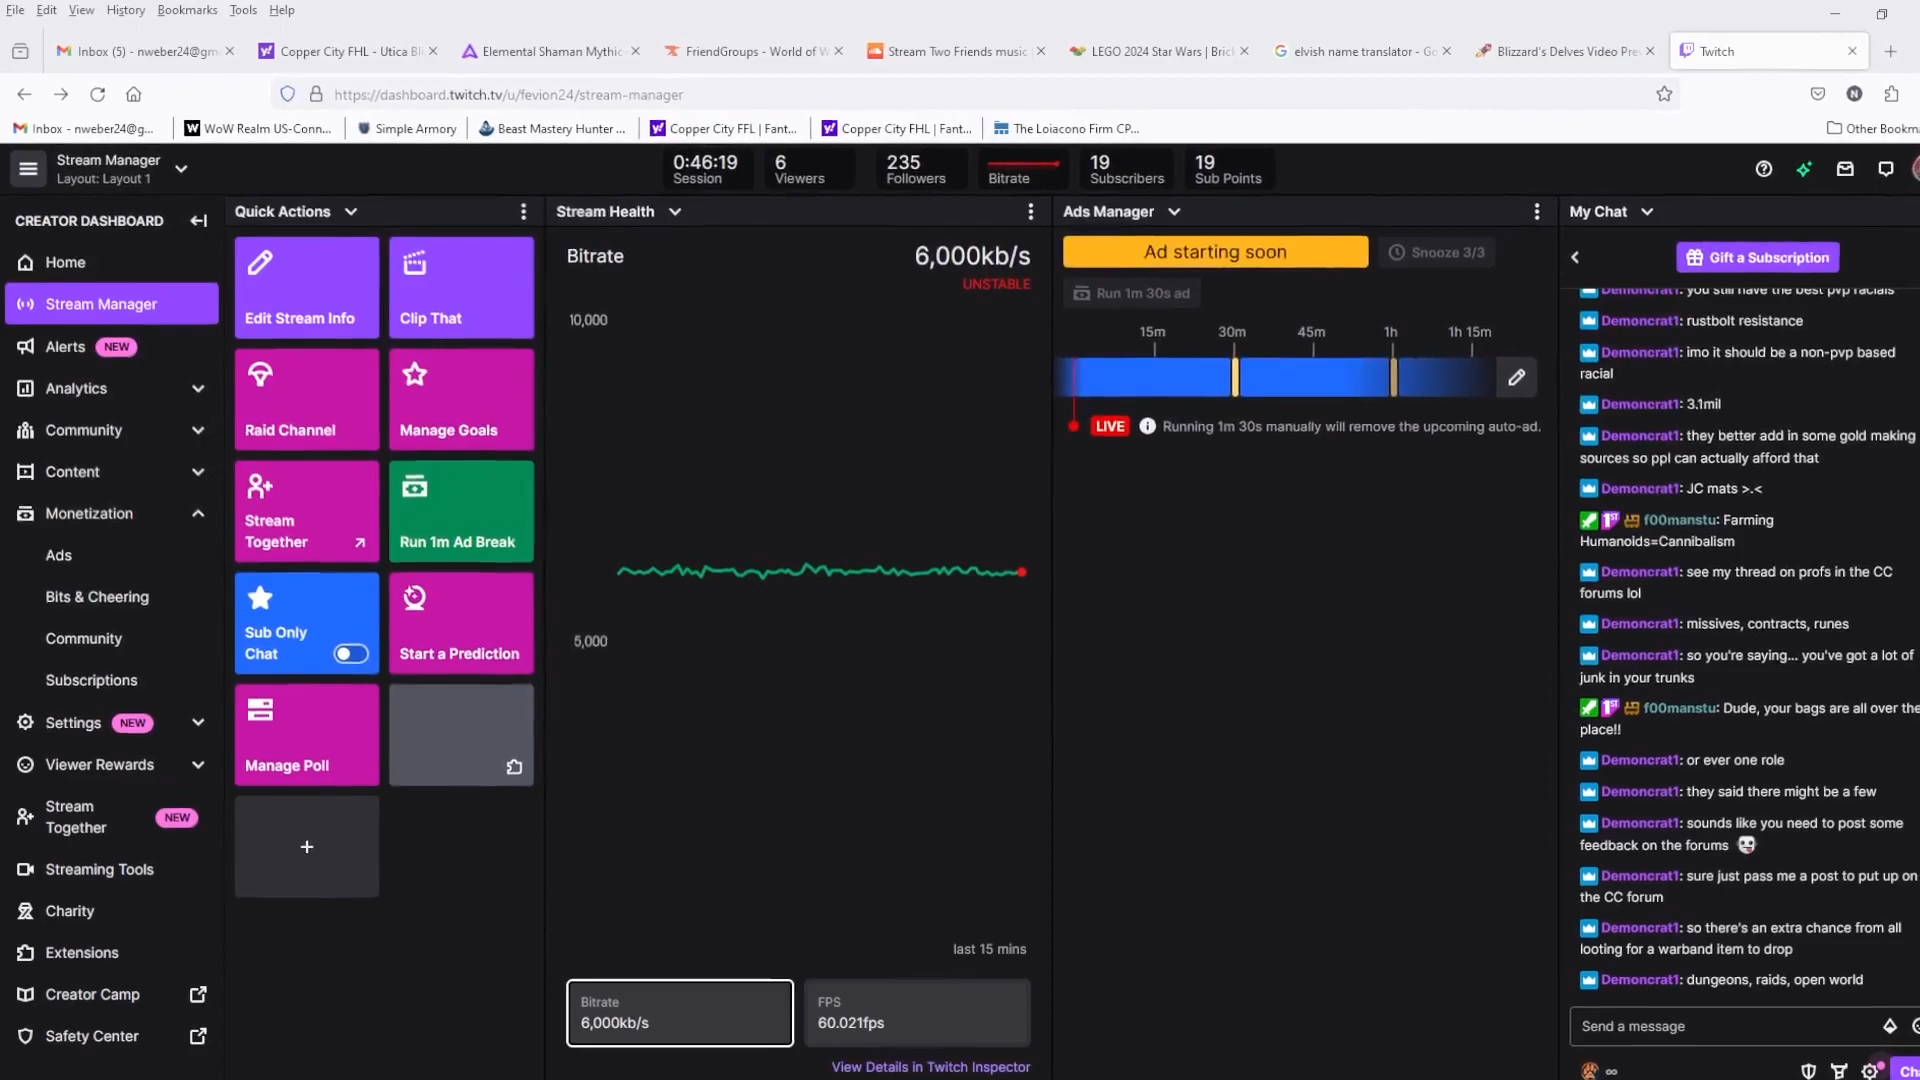 File Edit View History Bookmarks Tools Help
Inbox (5) - nweber24@gm
Copper City FHL - Utica Bl
Elemental Shaman Mythic
FriendGroups - World of W
Stream Two Friends music
LEGO 2024 Star Wars | Bric
elvish name translator - Go
Blizzard's Delves Video Pre
Twitch
https://dashboard.twitch.tv/u/fevion24/stream-manager
Inbox - nweber24@g...
WoW Realm US-Conn...
Simple Armory
Beast Mastery Hunter ...
Copper City FFL | Fant...
Copper City FHL | Fant...
The Loiacono Firm CP...
Other Bookma
Stream Manager
Layout: Layout 1
0:46:19
Session
6
Viewers
235
Followers
Bitrate
19
Subscribers
19
Sub Points
CREATOR DASHBOARD
Home
Stream Manager
Alerts NEW
Analytics
Community
Content
Monetization
Ads
Bits & Cheering
Community
Subscriptions
Settings NEW
Viewer Rewards
Stream
Together
NEW
Streaming Tools
Charity
Extensions
Creator Camp
Safety Center
Quick Actions
Edit Stream Info
Clip That
Raid Channel
Manage Goals
Stream
Together
Run 1m Ad Break
Sub Only
Chat
Start a Prediction
Manage Poll
+
Stream Health
Bitrate
6,000kb/s
UNSTABLE
10,000
5,000
last 15 mins
Bitrate
6,000kb/s
FPS
60.021fps
View Details in Twitch Inspector
Ads Manager
Ad starting soon
Snooze 3/3
Run 1m 30s ad
15m 30m 45m 1h 1h 15m
LIVE
Running 1m 30s manually will remove the upcoming auto-ad.
My Chat
Gift a Subscription
Demoncrat1: you still have the best pvp racials
Demoncrat1: rustbolt resistance
Demoncrat1: imo it should be a non-pvp based
racial
Demoncrat1: 3.1mil
Demoncrat1: they better add in some gold making
sources so ppl can actually afford that
Demoncrat1: JC mats >.<
1ST f00manstu: Farming
Humanoids=Cannibalism
Demoncrat1: see my thread on profs in the CC
forums lol
Demoncrat1: missives, contracts, runes
Demoncrat1: so you're saying... you've got a lot of
junk in your trunks
1ST f00manstu: Dude, your bags are all over the
place!!
Demoncrat1: or ever one role
Demoncrat1: they said there might be a few
Demoncrat1: sounds like you need to post some
feedback on the forums
Demoncrat1: sure just pass me a post to put up on
the CC forum
Demoncrat1: so there's an extra chance from all
looting for a warband item to drop
Demoncrat1: dungeons, raids, open world
Send a message
∞
Cha